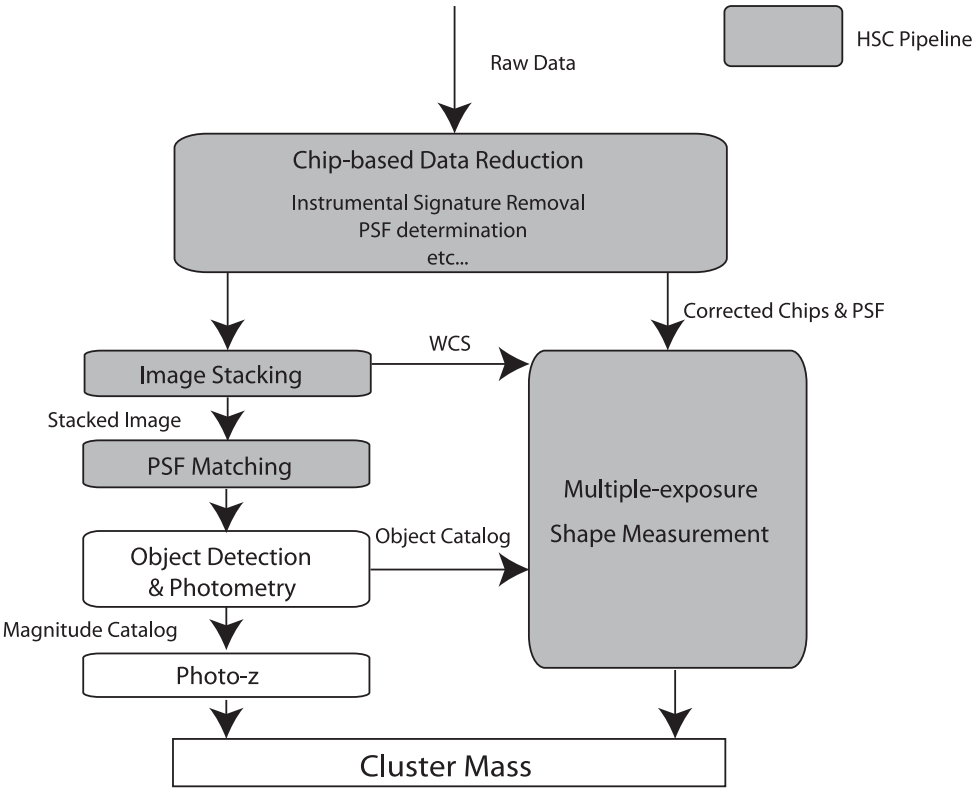 HSC Pipeline
Raw Data
Chip-based Data Reduction
Instrumental Signature Removal
PSF determination
etc...
Corrected Chips & PSF
WCS
Image Stacking
Stacked Image
PSF Matching
Multiple-exposure
Shape Measurement
Object Catalog
Object Detection
& Photometry
Magnitude Catalog
Photo-z
Cluster Mass